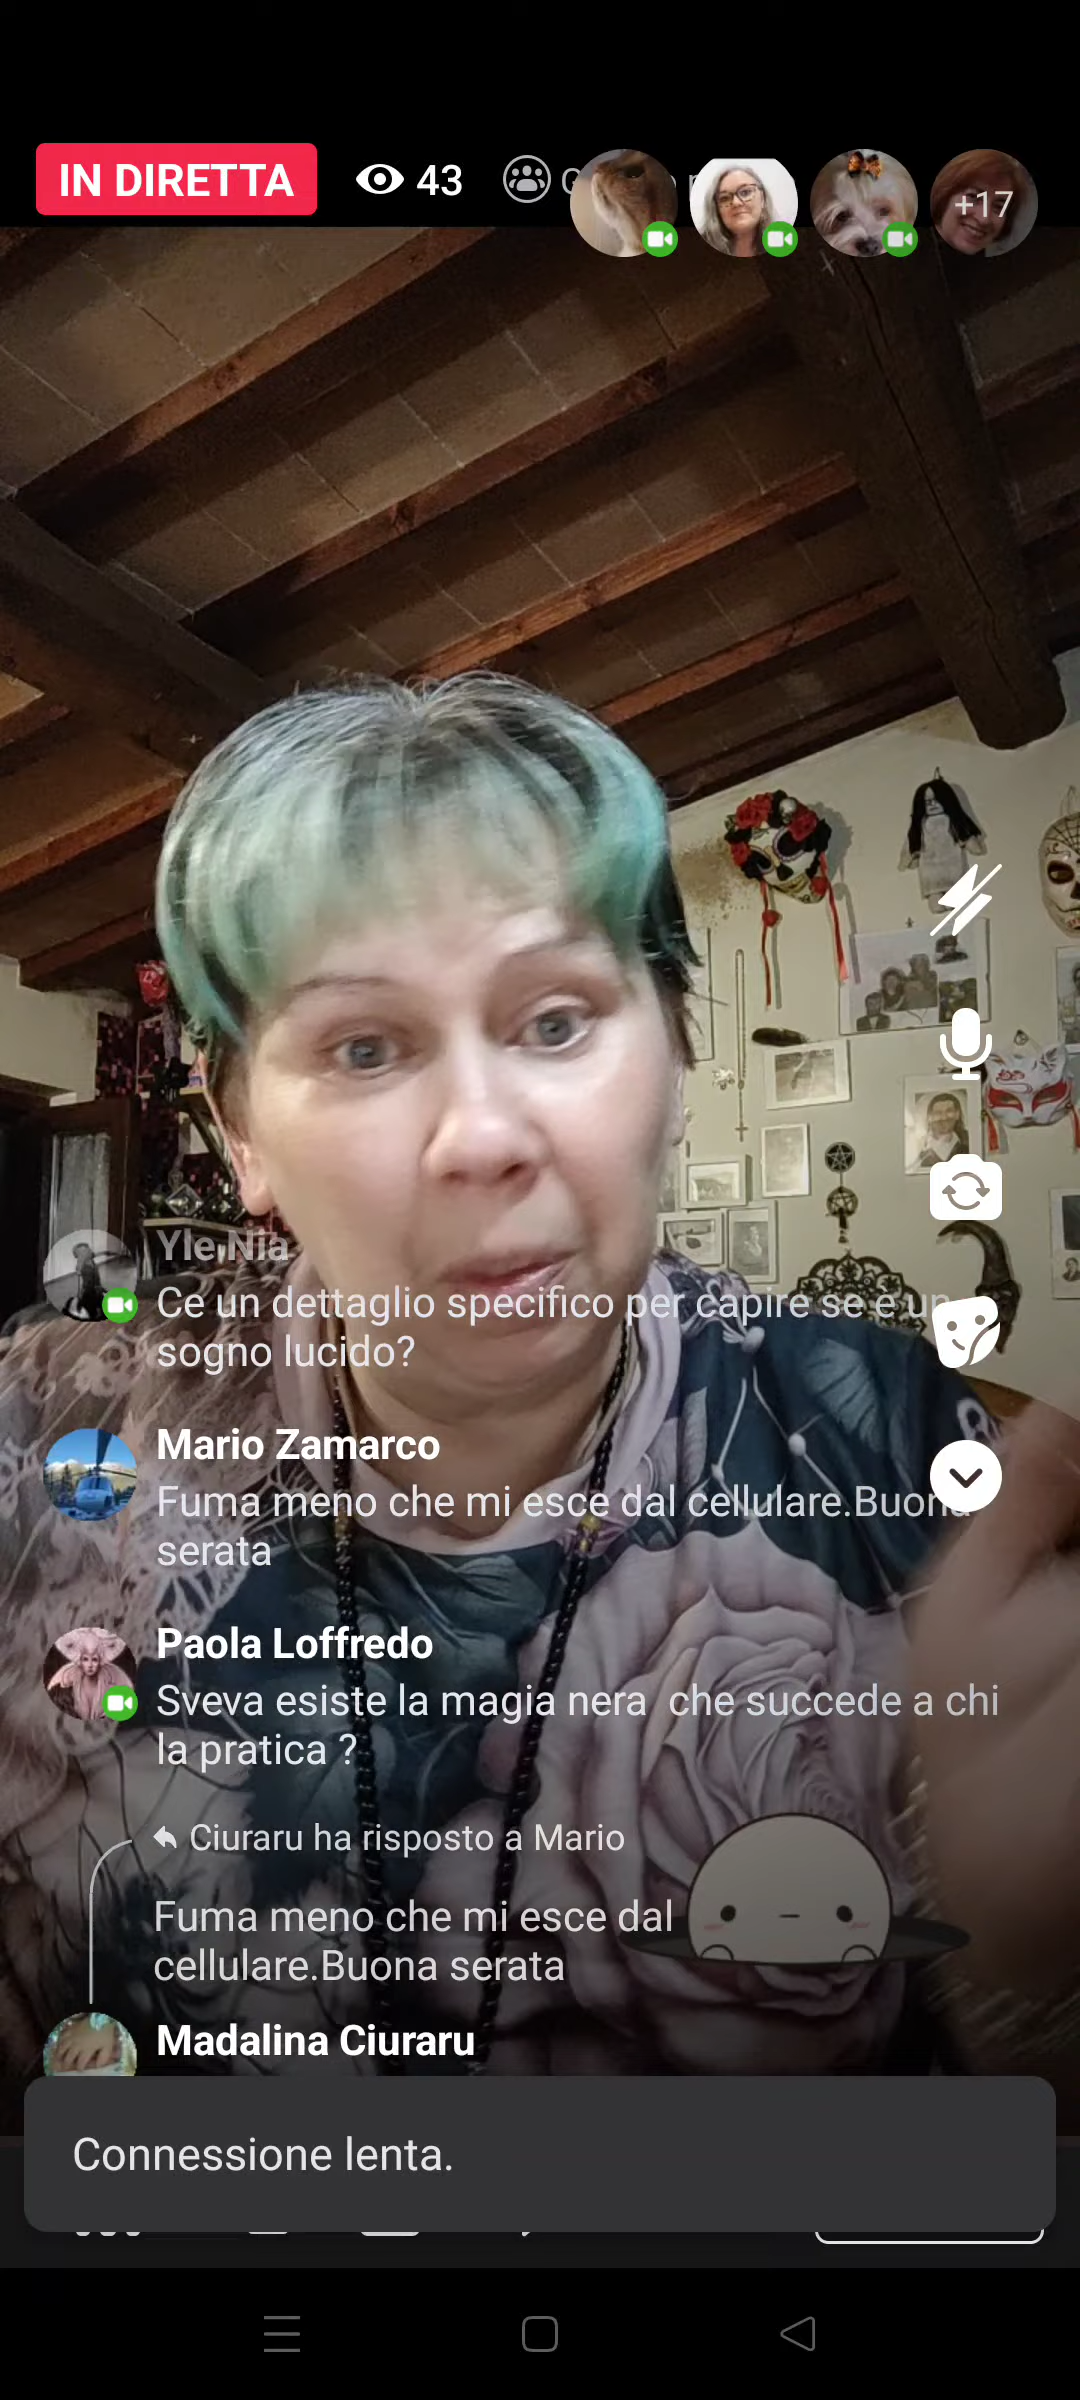 IN DIRETTA
43
+17
Yle Nia
Ce un dettaglio specifico per capire se e un
sogno lucido?
Mario Zamarco
Fuma meno che mi esce dal cellulare.Buona
serata
Paola Loffredo
Sveva esiste la magia nera  che succede a chi
la pratica ?
Ciuraru ha risposto a Mario
Fuma meno che mi esce dal
cellulare.Buona serata
Madalina Ciuraru
Connessione lenta.